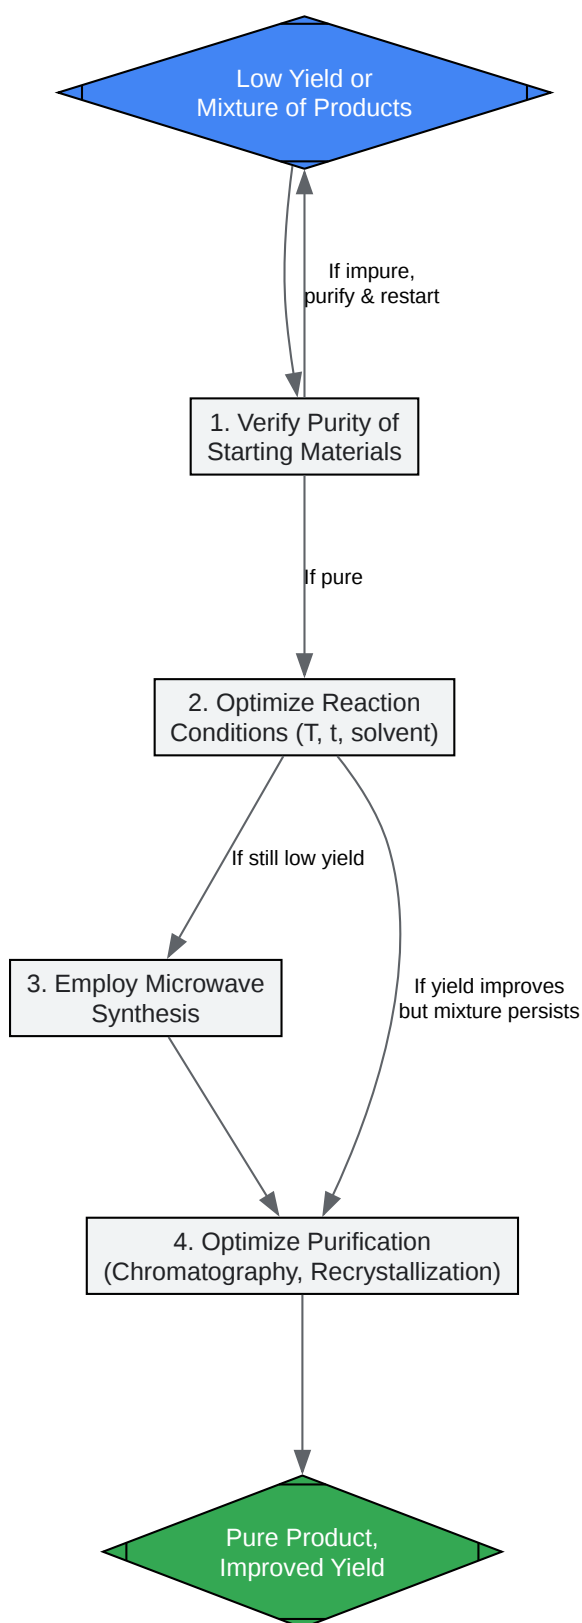 Low Yield or
Mixture of Products
If impure,
purify & restart
1. Verify Purity of
Starting Materials
If pure
2. Optimize Reaction
Conditions (T, t, solvent)
If still low yield
3. Employ Microwave
Synthesis
If yield improves
but mixture persists
4. Optimize Purification
(Chromatography, Recrystallization)
Pure Product,
Improved Yield